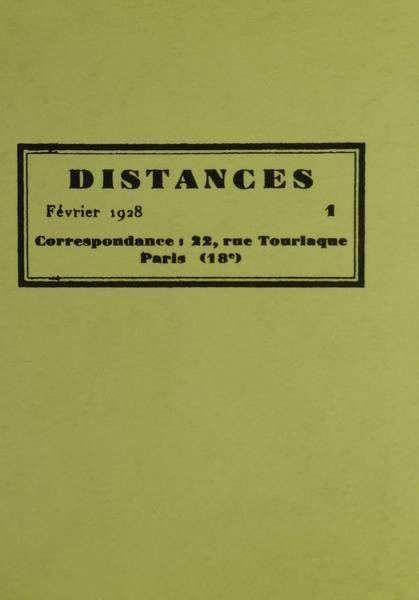 DISTANCES
Février 1928 1
Correspondance : 22, rue Tourlaque
Paris (18e)